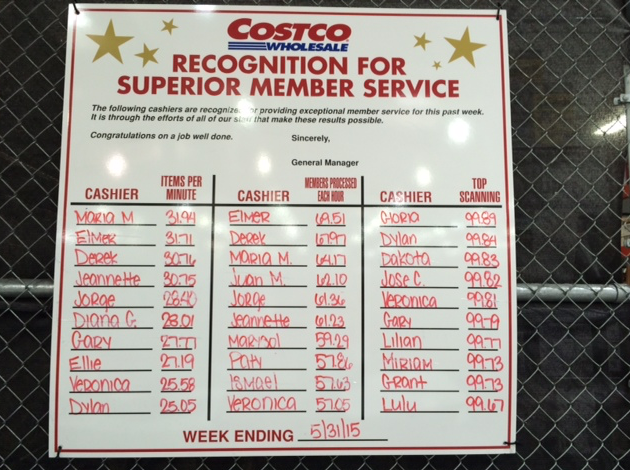 COSTCO
WHOLESALE
RECOGNITION FOR
SUPERIOR MEMBER SERVICE
The following cashiers are recognized for providing exceptional member service for this past week.
It is through the efforts of all of our staff that make these results possible.
Congratulations on a job well done. Sincerely,
General Manager
CASHIER ITEMS PER MINUTE CASHIER MEMBERS PROCESSED EACH HOUR CASHIER TOP SCANNING
MARIA M 31.94 ELMER 69.51 GLORIA 99.89
ELMER 31.71 DEREK 67.97 DYLAN 99.84
DEREK 30.76 MARIA M. 64.17 DAKOTA 99.83
Jeannette 30.75 JUAN M. 62.10 JOSE C. 99.82
JORGE 28.40 JORGE 61.36 VERONICA 99.81
DIANA C. 28.01 Jeannette 61.23 GARY 99.79
GARY 27.77 MARYSOL 59.29 LILIAN 99.77
Ellie 27.19 PATY 57.86 MIRIAM 99.73
VERONICA 25.58 ISMAEL 57.63 GRANT 99.73
DYLAN 25.05 VERONICA 57.05 LULU 99.67
WEEK ENDING 5/31/15